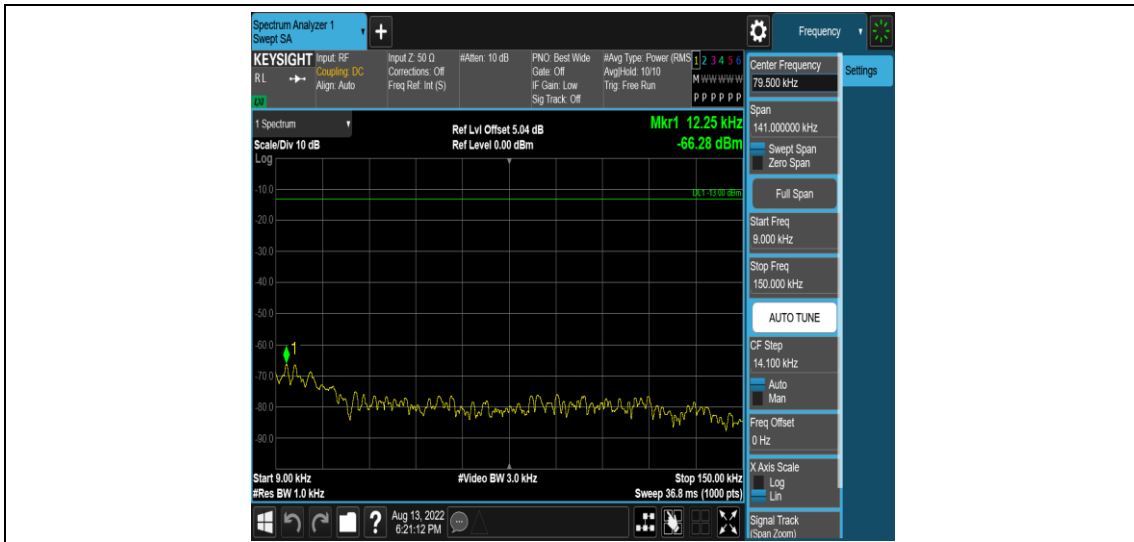 Spectrum Analyzer 1
Swept SA
+
Frequency
KEYSIGHT
Input: RF
Coupling: DC
Align: Auto
Input Z: 50 Ω
Corrections: Off
Freq Ref: Int (S)
#Atten: 10 dB
PNO: Best Wide
Gate: Off
IF Gain: Low
Sig Track: Off
#Avg Type: Power (RMS
Avg|Hold: 10/10
Trig: Free Run
1 2 3 4 5 6
M W W W W W
P P P P P P
R L
LXI
1 Spectrum
Scale/Div 10 dB
Log
Ref Lvl Offset 5.04 dB
Ref Level 0.00 dBm
Mkr1 12.25 kHz
-66.28 dBm
DL1 -13.00 dBm
-10.0
-20.0
-30.0
-40.0
-50.0
-60.0
1
-70.0
-80.0
-90.0
Start 9.00 kHz
#Res BW 1.0 kHz
#Video BW 3.0 kHz
Stop 150.00 kHz
Sweep 36.8 ms (1000 pts)
Center Frequency
79.500 kHz
Settings
Span
141.000000 kHz
Swept Span
Zero Span
Full Span
Start Freq
9.000 kHz
Stop Freq
150.000 kHz
AUTO TUNE
CF Step
14.100 kHz
Auto
Man
Freq Offset
0 Hz
X Axis Scale
Log
Lin
Signal Track
(Span Zoom)
?
Aug 13, 2022
6:21:12 PM